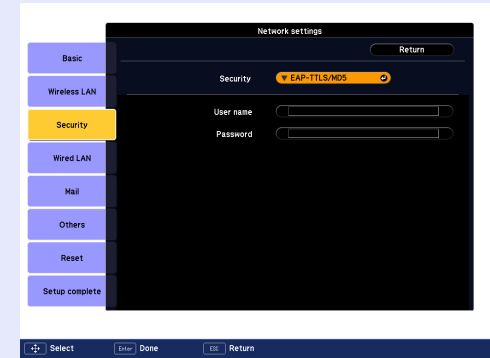 Network settings
Return
Basic
Security
▼ EAP-TTLS/MD5
Wireless LAN
User name
Security
Password
Wired LAN
Mail
Others
Reset
Setup complete
Select
Enter Done
ESC Return